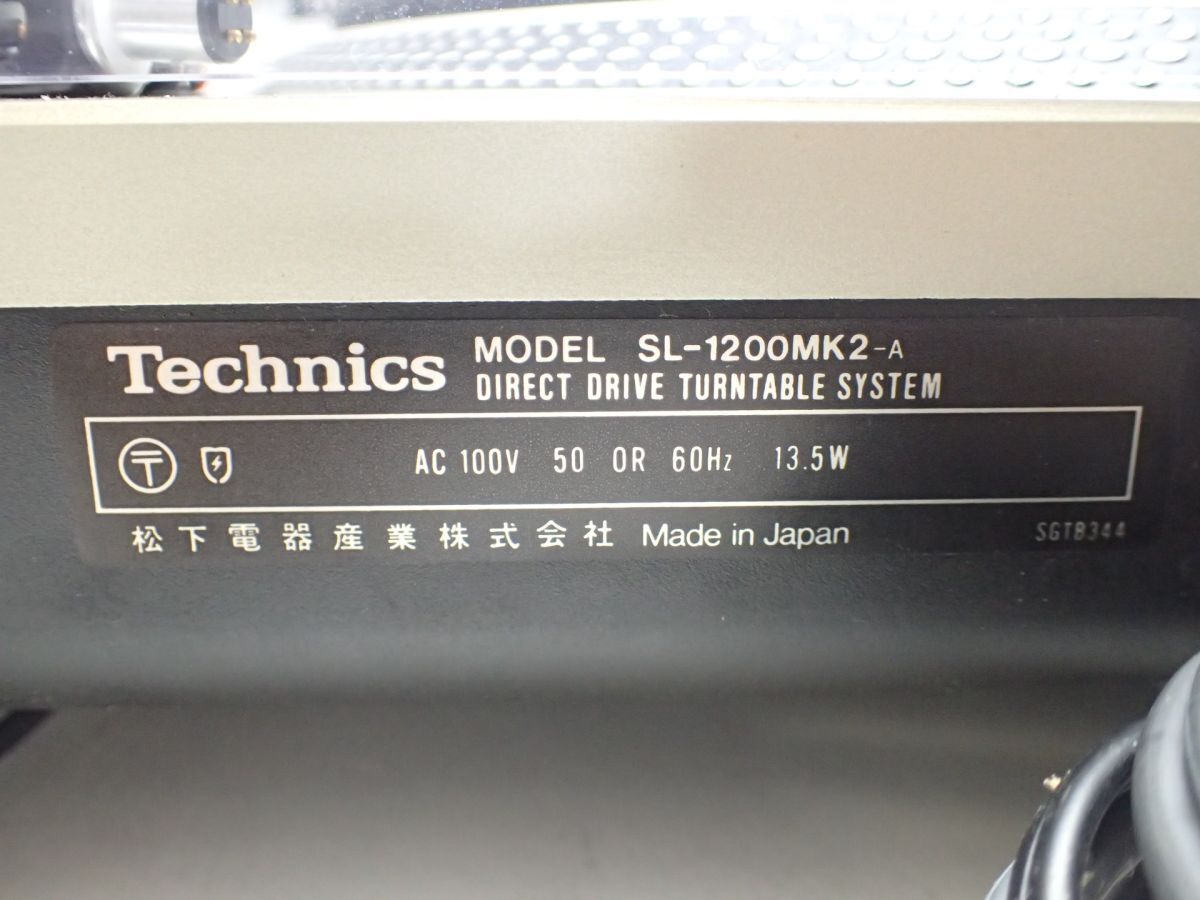 Technics MODEL SL-1200MK2-A
DIRECT DRIVE TURNTABLE SYSTEM
〒 AC 100V 50 OR 60Hz 13.5W
松下電器産業株式会社 Made in Japan SGTB344